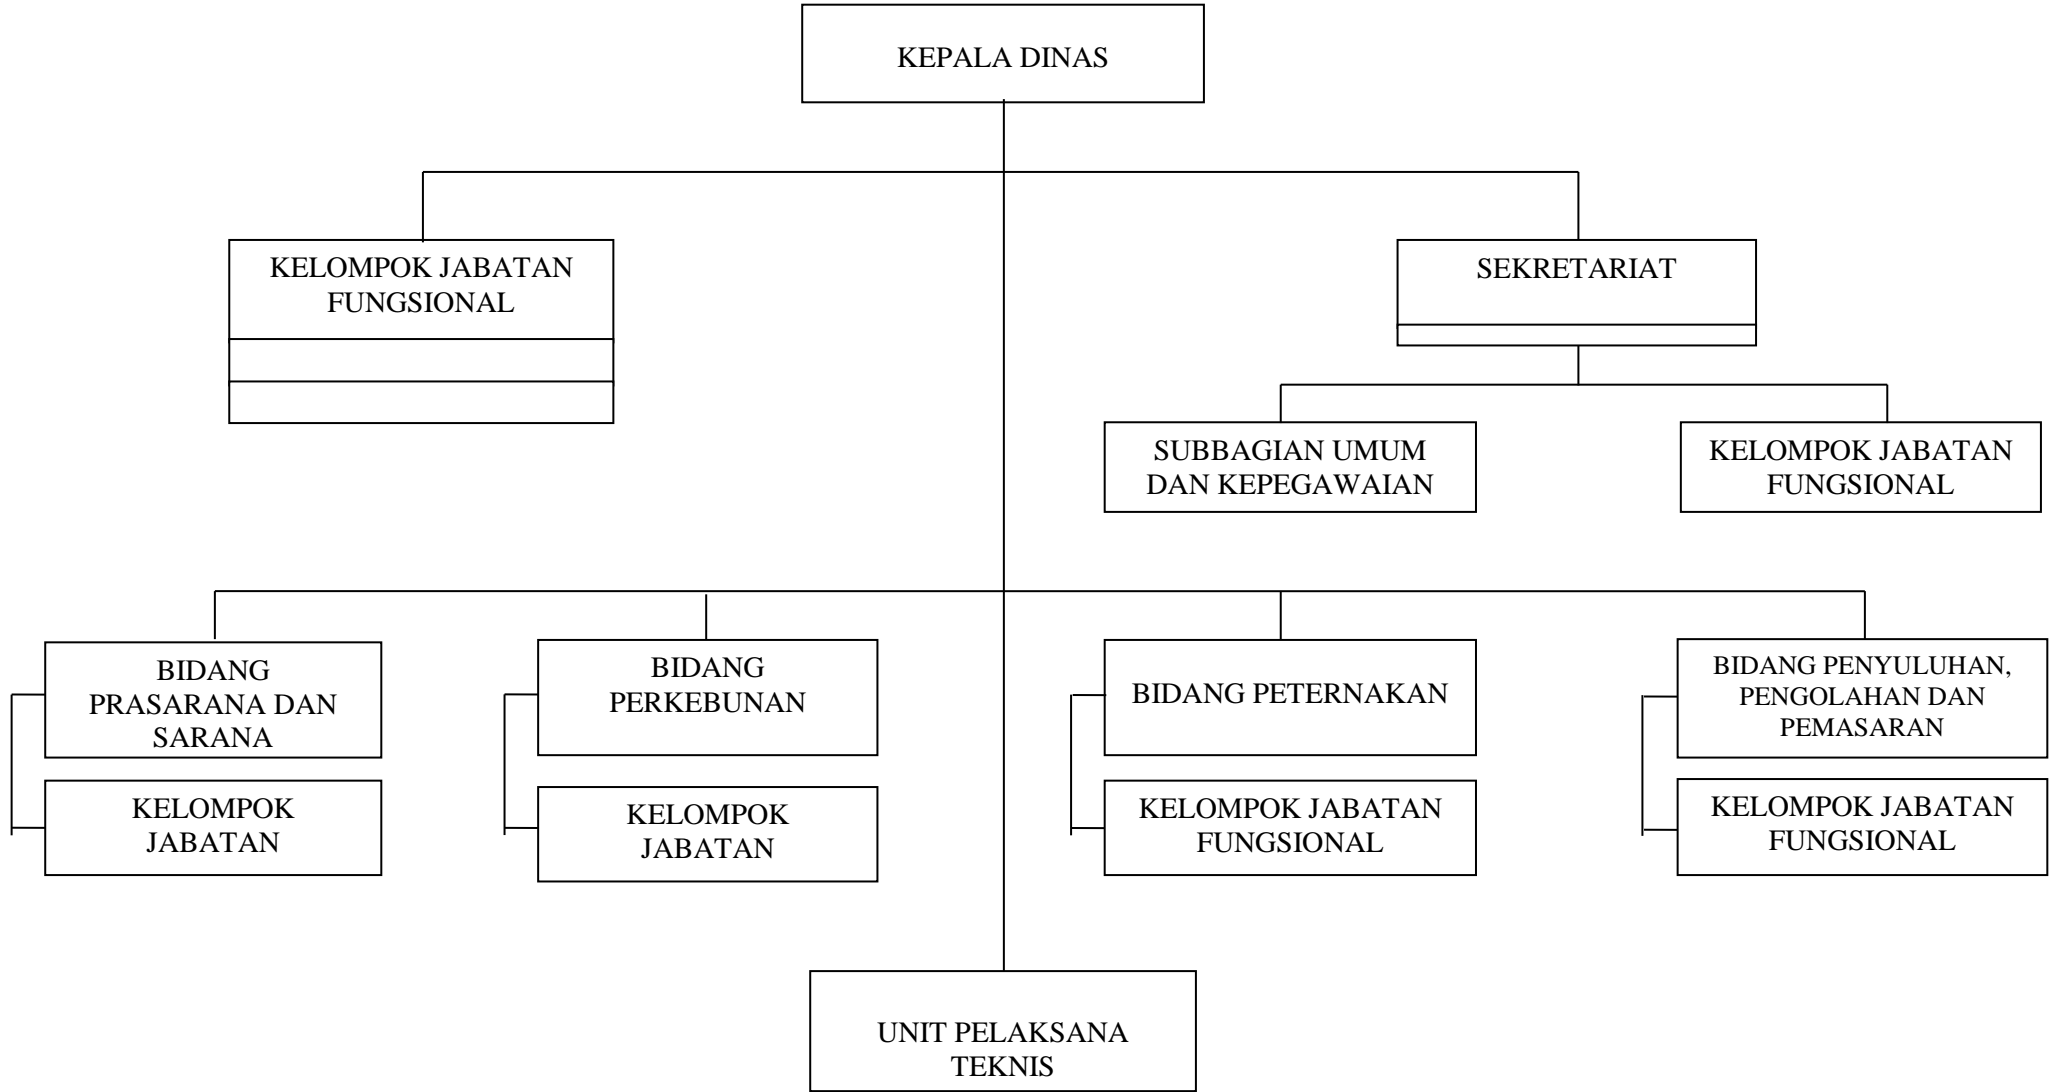 KEPALA DINAS
KELOMPOK JABATAN
FUNGSIONAL
SEKRETARIAT
SUBBAGIAN UMUM
DAN KEPEGAWAIAN
KELOMPOK JABATAN
FUNGSIONAL
BIDANG
PRASARANA DAN
SARANA
BIDANG
PERKEBUNAN
BIDANG PETERNAKAN
BIDANG PENYULUHAN,
PENGOLAHAN DAN
PEMASARAN
KELOMPOK
JABATAN
KELOMPOK
JABATAN
KELOMPOK JABATAN
FUNGSIONAL
KELOMPOK JABATAN
FUNGSIONAL
UNIT PELAKSANA
TEKNIS